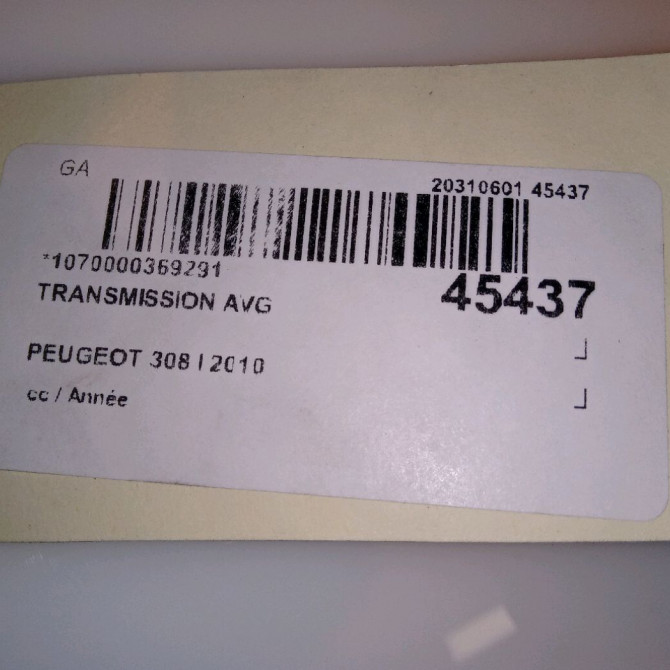 GA
20310601 45437
*1070000369291
45437
TRANSMISSION AVG
PEUGEOT 308 I 2010
cc / Année